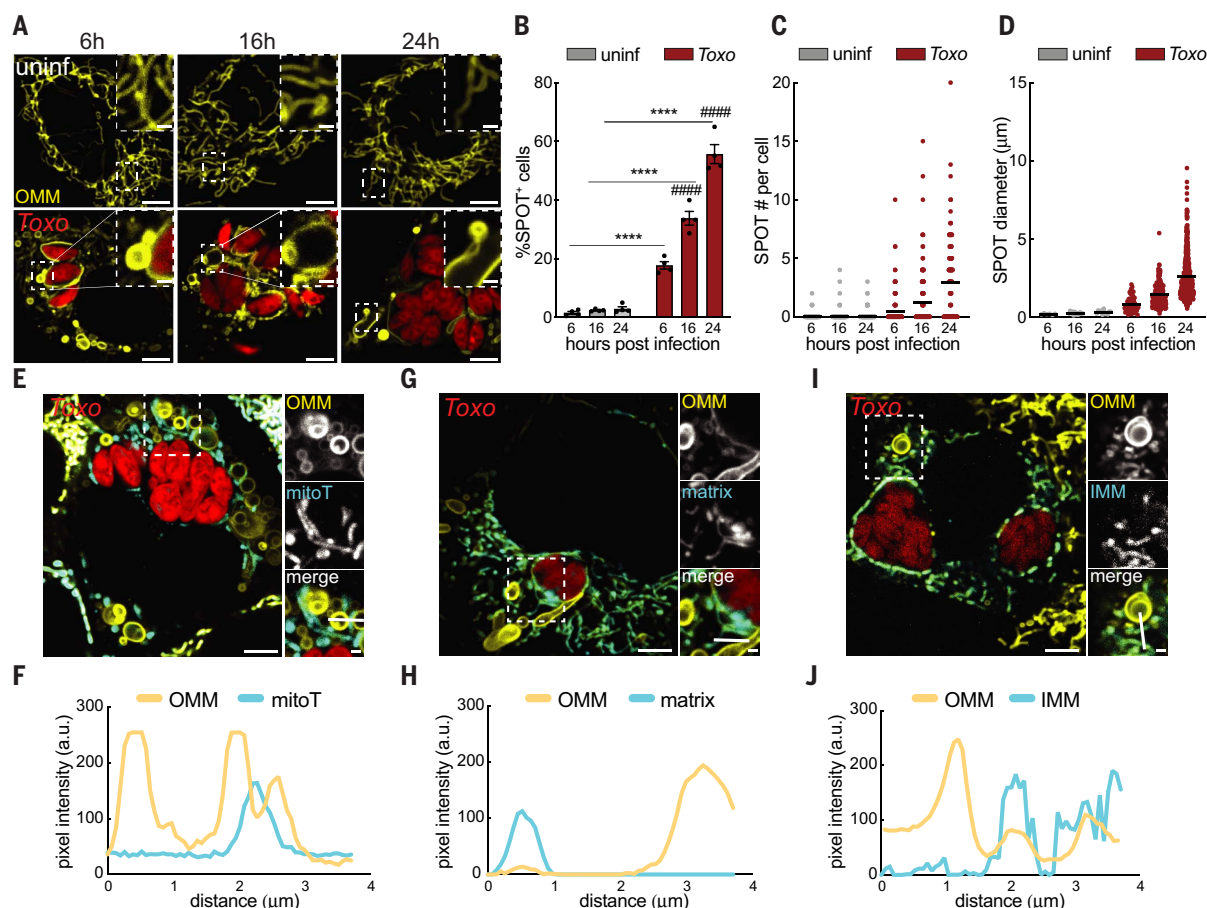 A
6h 16h 24h
uninf
OMM
Toxo
B
uninf Toxo
%SPOT⁺ cells
80
60
40
20
0
**** ####
**** ####
****
6 16 24 6 16 24
hours post infection
C
uninf Toxo
SPOT # per cell
20
15
10
5
0
6 16 24 6 16 24
hours post infection
D
uninf Toxo
SPOT diameter (μm)
15
10
5
0
6 16 24 6 16 24
hours post infection
E
Toxo
OMM
mitoT
merge
G
Toxo
OMM
matrix
merge
I
Toxo
OMM
IMM
merge
F
OMM mitoT
pixel intensity (a.u.)
300
200
100
0
0 1 2 3 4
distance (μm)
H
OMM matrix
pixel intensity (a.u.)
300
200
100
0
0 1 2 3 4
distance (μm)
J
OMM IMM
pixel intensity (a.u.)
300
200
100
0
0 1 2 3 4
distance (μm)